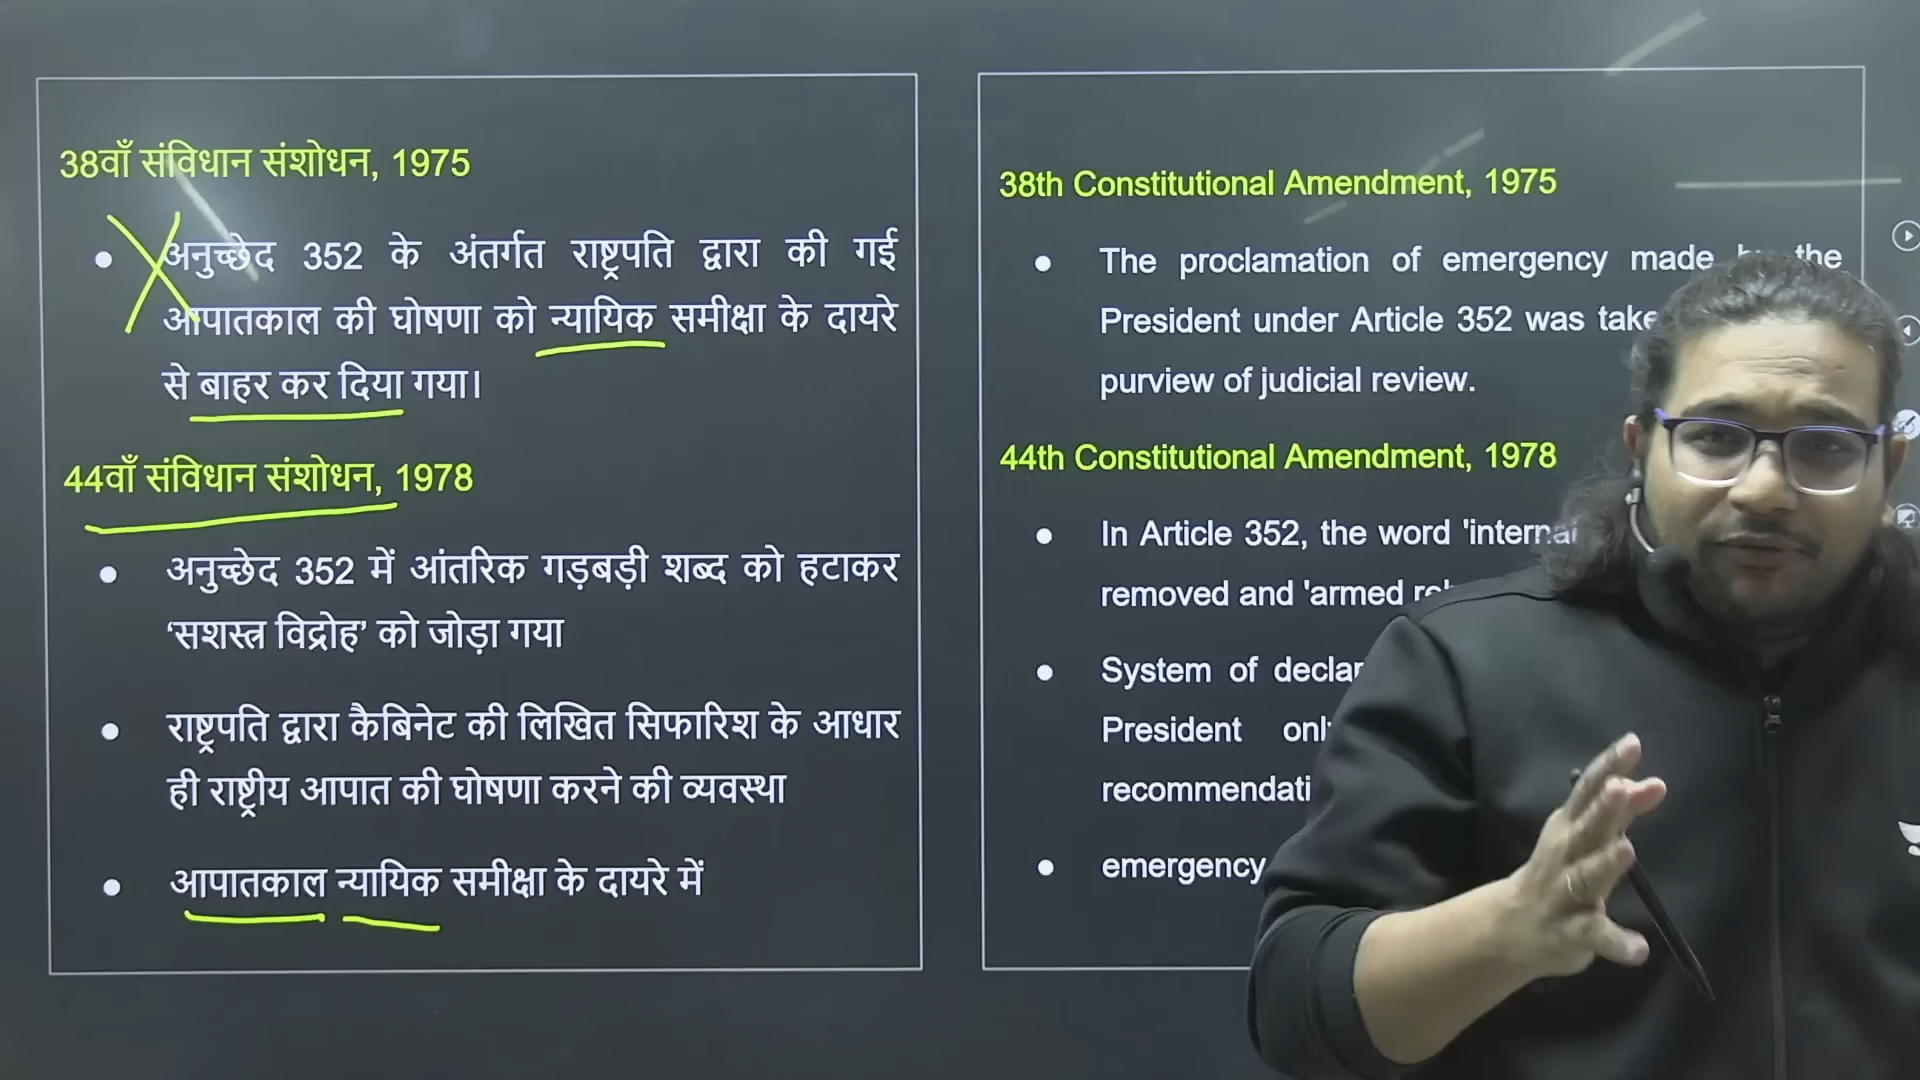 38वाँ संविधान संशोधन, 1975
• अनुच्छेद 352 के अंतर्गत राष्ट्रपति द्वारा की गई
आपातकाल की घोषणा को न्यायिक समीक्षा के दायरे
से बाहर कर दिया गया।
44वाँ संविधान संशोधन, 1978
• अनुच्छेद 352 में आंतरिक गड़बड़ी शब्द को हटाकर
‘सशस्त्र विद्रोह’ को जोड़ा गया
• राष्ट्रपति द्वारा कैबिनेट की लिखित सिफारिश के आधार
ही राष्ट्रीय आपात की घोषणा करने की व्यवस्था
• आपातकाल न्यायिक समीक्षा के दायरे में
38th Constitutional Amendment, 1975
• The proclamation of emergency made the
President under Article 352 was
purview of judicial review.
44th Constitutional Amendment, 1978
• In Article 352, the word 'internal
removed and 'armed
• System of
President
• emergency